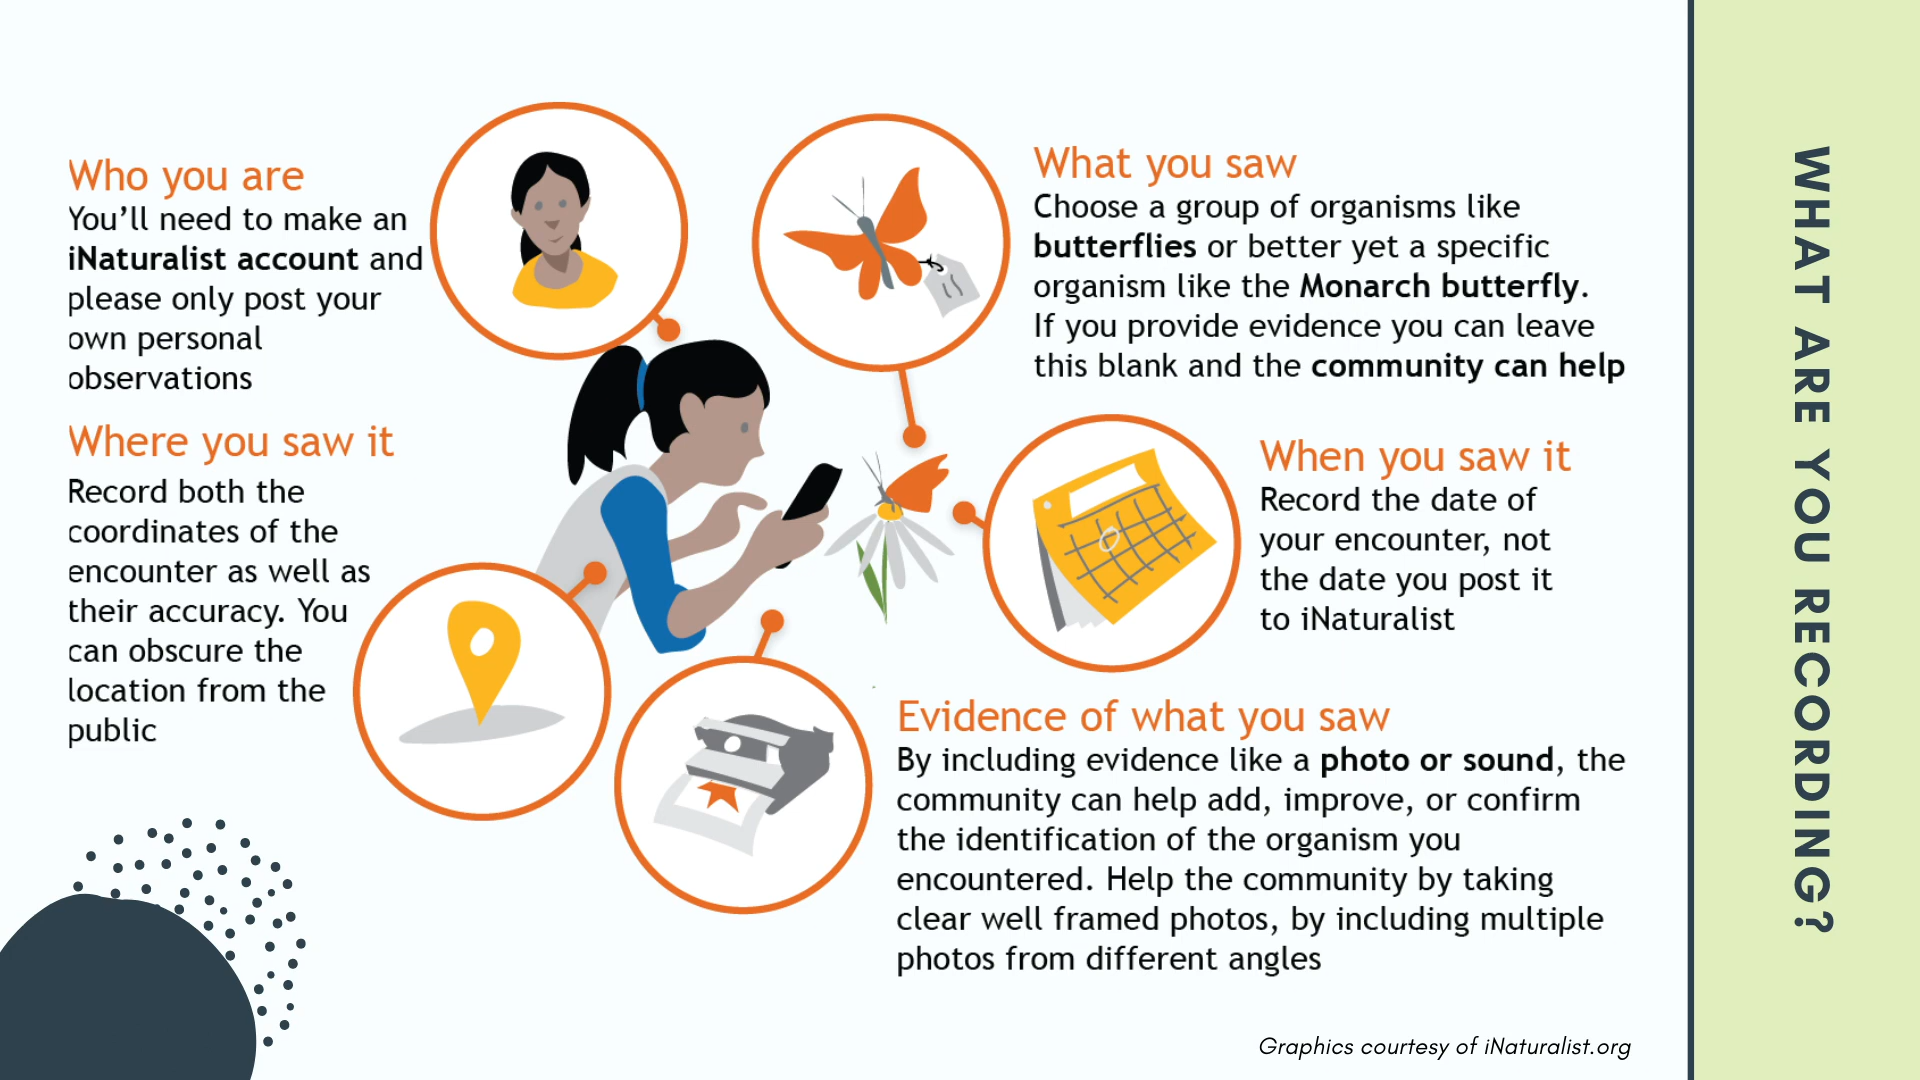 Who you are
You'll need to make an
iNaturalist account and
please only post your
own personal
observations
Where you saw it
Record both the
coordinates of the
encounter as well as
their accuracy. You
can obscure the
location from the
public
What you saw
Choose a group of organisms like
butterflies or better yet a specific
organism like the Monarch butterfly.
If you provide evidence you can leave
this blank and the community can help
When you saw it
Record the date of
your encounter, not
the date you post it
to iNaturalist
Evidence of what you saw
By including evidence like a photo or sound, the
community can help add, improve, or confirm
the identification of the organism you
encountered. Help the community by taking
clear well framed photos, by including multiple
photos from different angles
Graphics courtesy of iNaturalist.org
WHAT ARE YOU RECORDING?